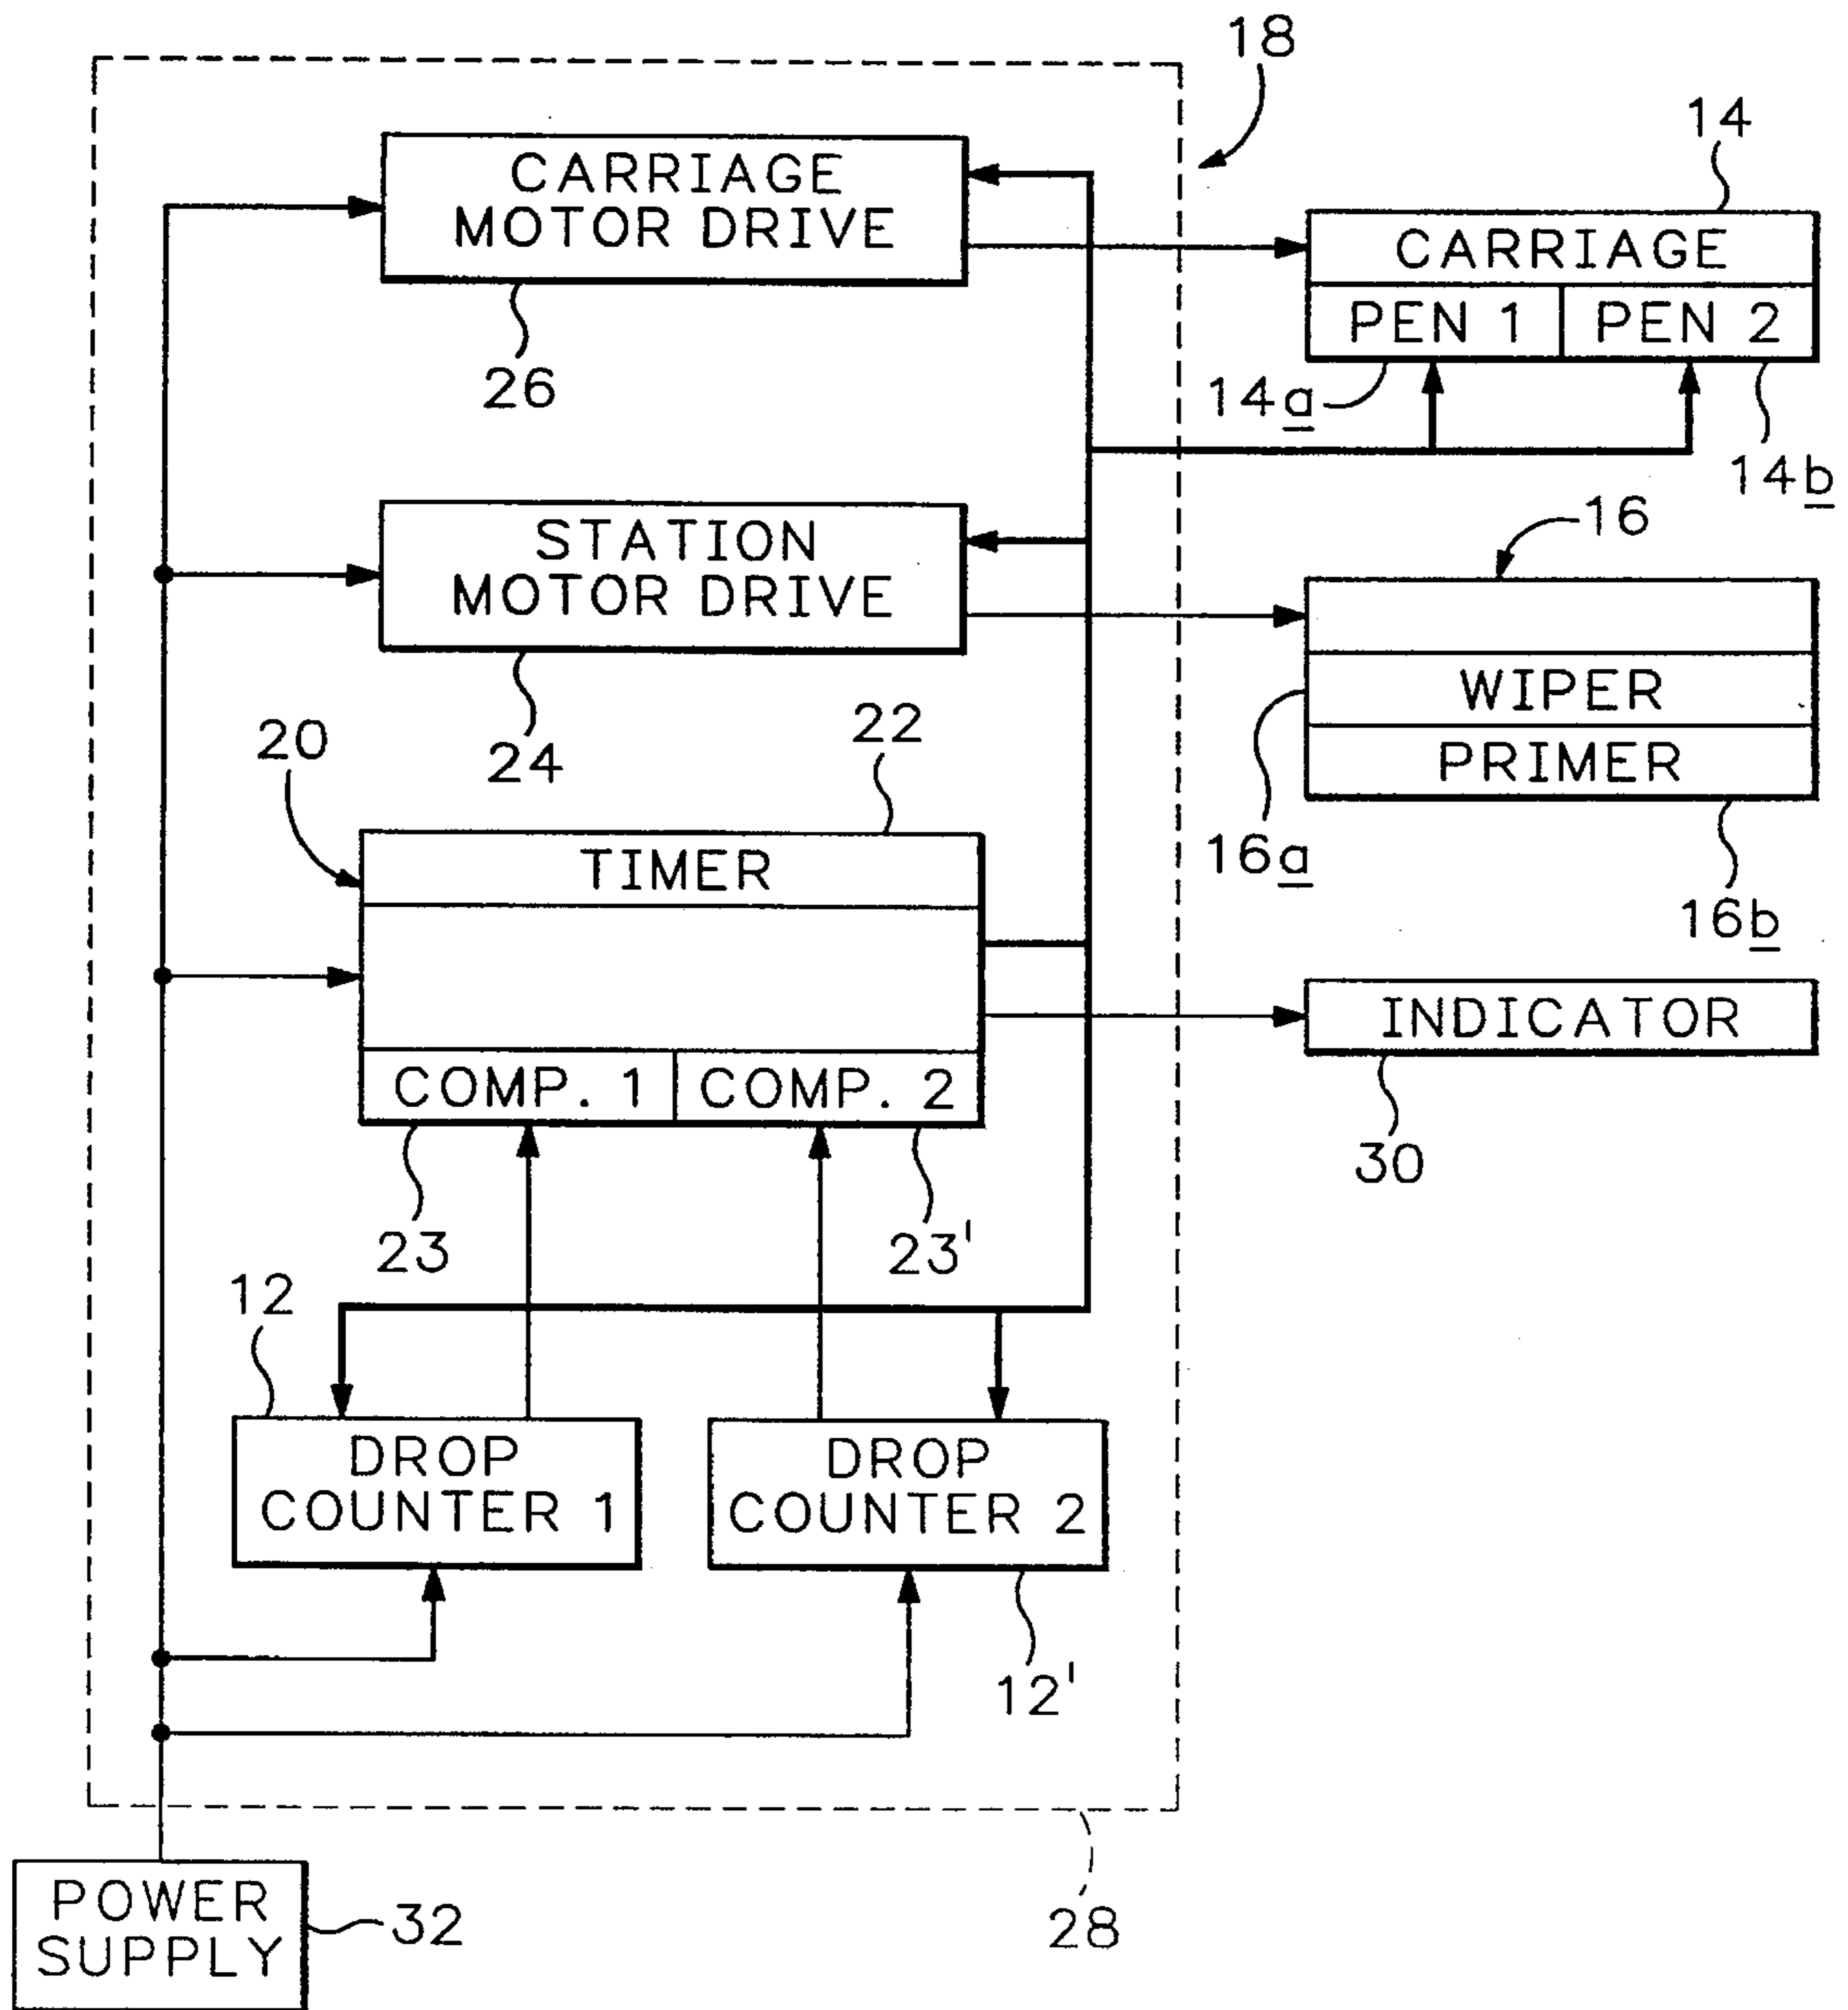 18
CARRIAGE
MOTOR DRIVE
26
14
CARRIAGE
PEN 1
PEN 2
14a
14b
STATION
MOTOR DRIVE
24
16
WIPER
PRIMER
16a
16b
20
22
TIMER
COMP. 1
COMP. 2
23
23'
INDICATOR
30
12
DROP
COUNTER 1
DROP
COUNTER 2
12'
28
POWER
SUPPLY
32